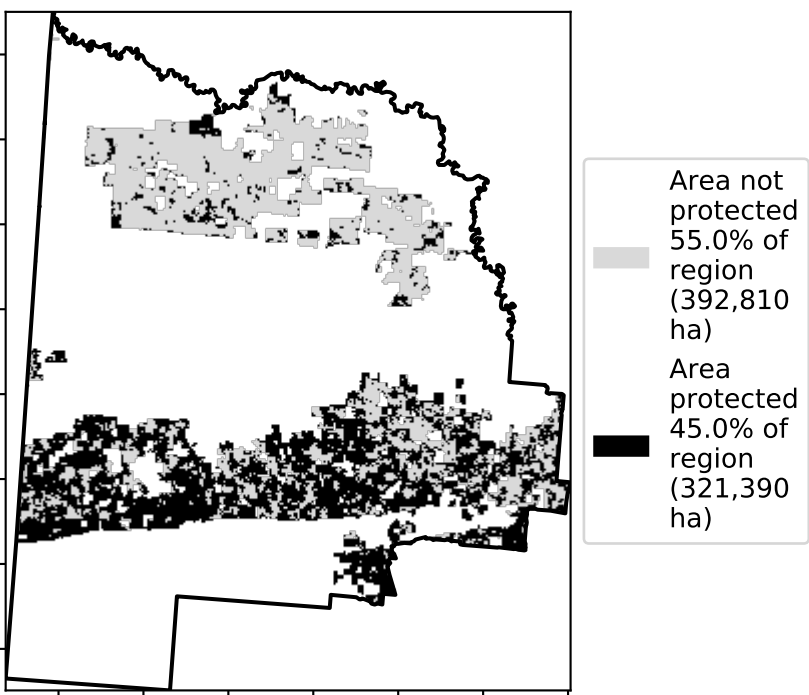 Area not
protected
55.0% of
region
(392,810
ha)
Area
protected
45.0% of
region
(321,390
ha)